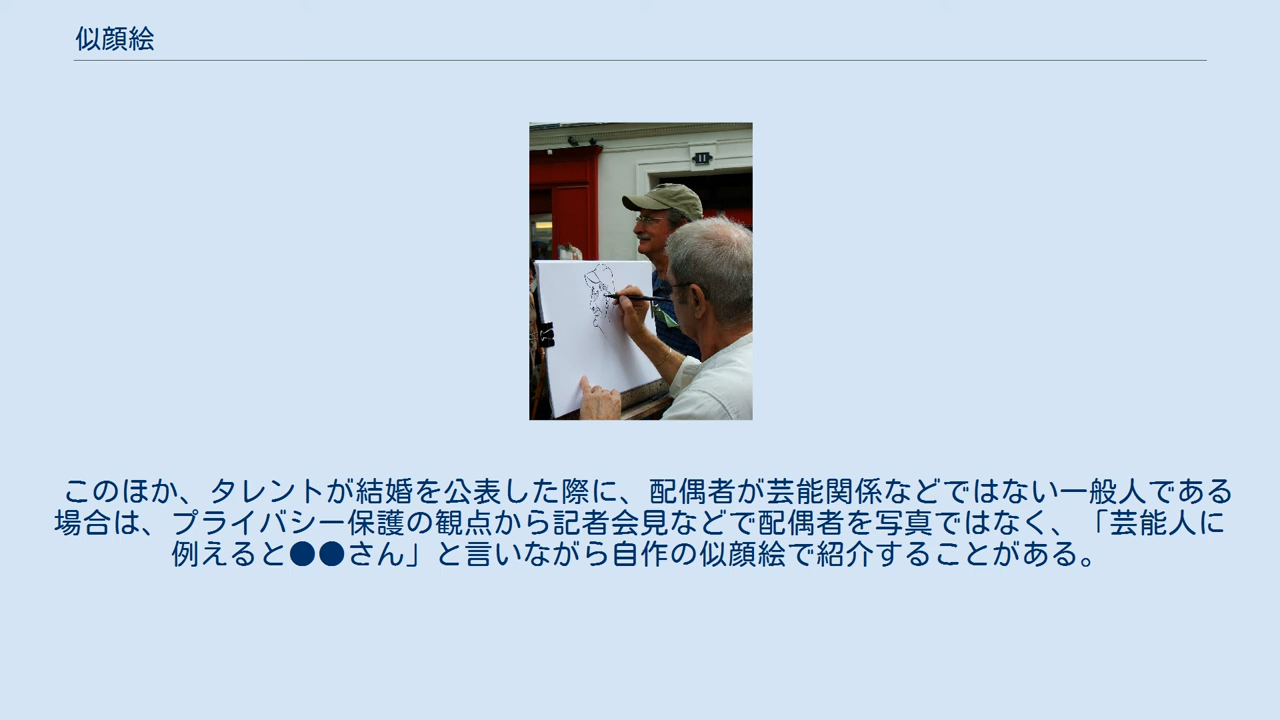 似顔絵
11
このほか、タレントが結婚を公表した際に、配偶者が芸能関係などではない一般人である
場合は、プライバシー保護の観点から記者会見などで配偶者を写真ではなく、「芸能人に
例えると●●さん」と言いながら自作の似顔絵で紹介することがある。